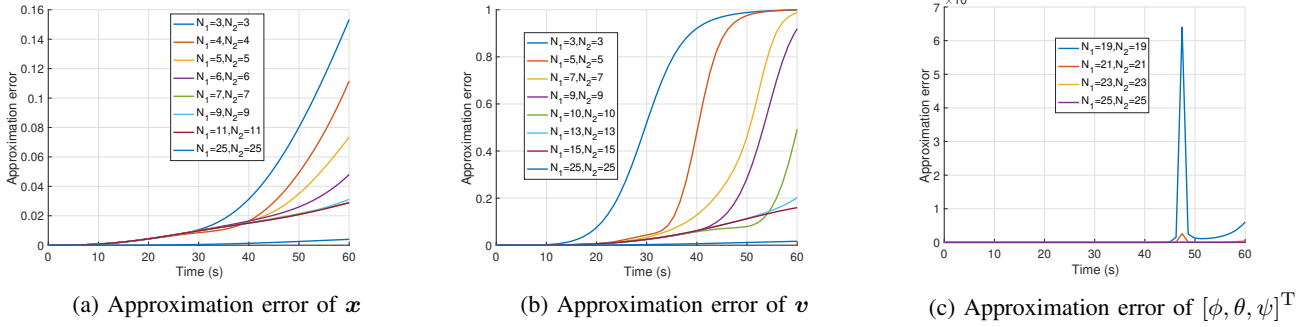 0.16
0.14
0.12
0.1
0.08
0.06
0.04
0.02
0
Approximation error
N1=3,N2=3
N1=4,N2=4
N1=5,N2=5
N1=6,N2=6
N1=7,N2=7
N1=9,N2=9
N1=11,N2=11
N1=25,N2=25
0 10 20 30 40 50 60
Time (s)
(a) Approximation error of x
1
0.8
0.6
0.4
0.2
0
Approximation error
N1=3,N2=3
N1=5,N2=5
N1=7,N2=7
N1=9,N2=9
N1=10,N2=10
N1=13,N2=13
N1=15,N2=15
N1=25,N2=25
0 10 20 30 40 50 60
Time (s)
(b) Approximation error of v
7
6
5
4
3
2
1
0
Approximation error
N1=19,N2=19
N1=21,N2=21
N1=23,N2=23
N1=25,N2=25
0 10 20 30 40 50 60
Time (s)
(c) Approximation error of [ϕ, θ, ψ]T